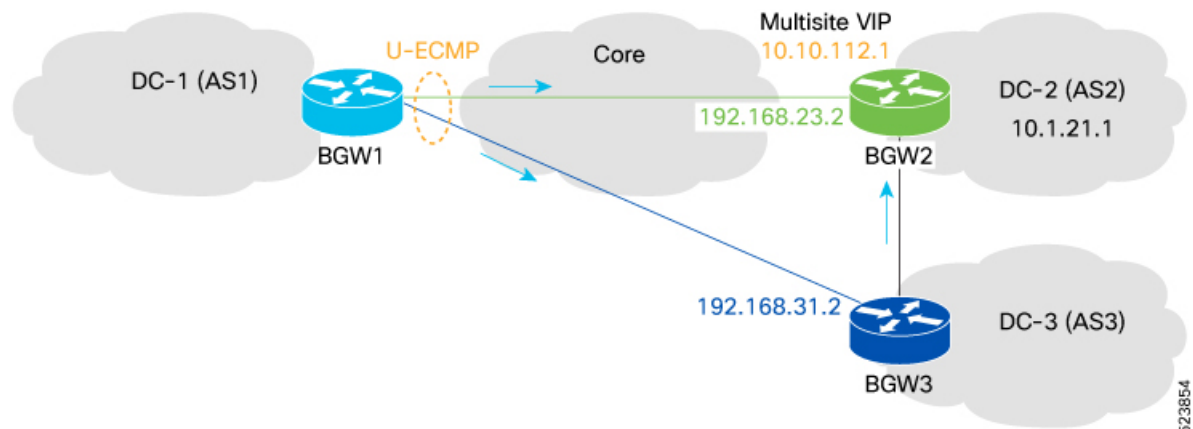 Multisite VIP
U-ECMP
Core
10.10.112.1
DC-1 (AS1)
DC-2 (AS2)
192.168.23.2
10.1.21.1
BGW1
BGW2
192.168.31.2
DC-3 (AS3)
BGW3
523854